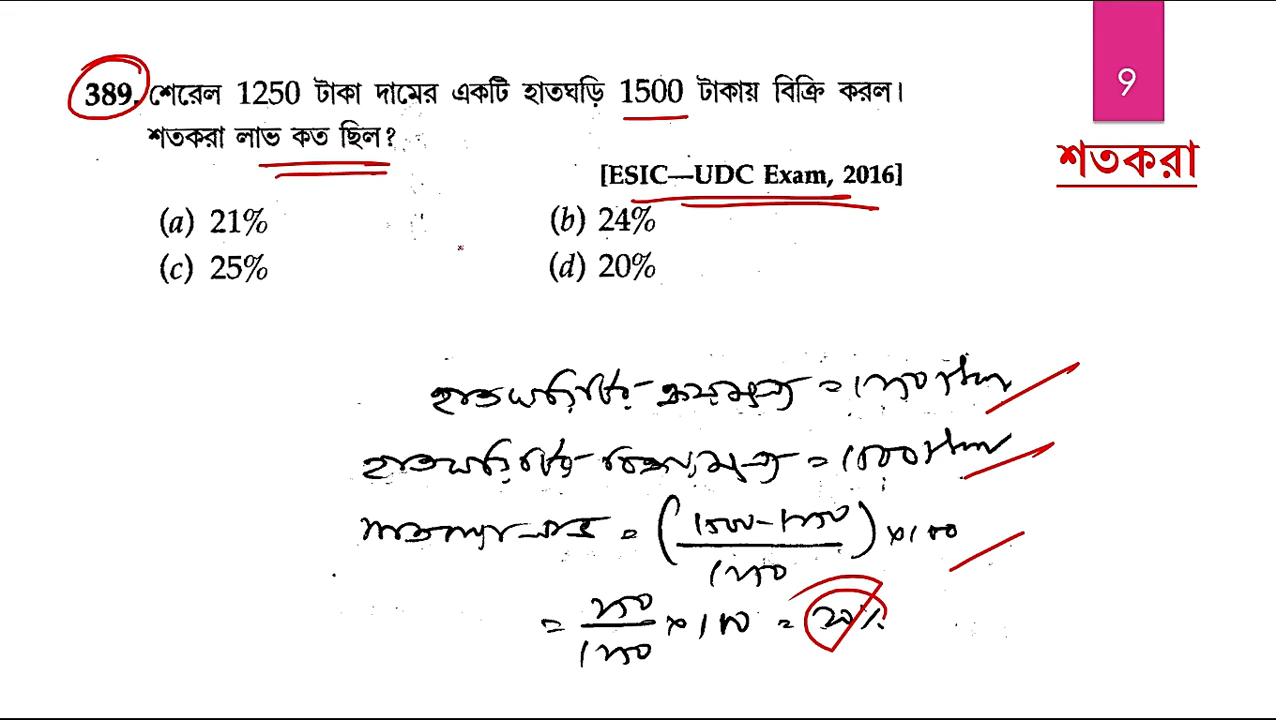 9
শতকরা
389. শেরেল 1250 টাকা দামের একটি হাতঘড়ি 1500 টাকায় বিক্রি করল।
শতকরা লাভ কত ছিল?
[ESIC—UDC Exam, 2016]
(a) 21% (b) 24%
(c) 25% (d) 20%
হাতঘড়িটির ক্রয়মূল্য = 1250 টাকা
হাতঘড়িটির বিক্রয়মূল্য = 1500 টাকা
শতকরা লাভ = (1500-1250 / 1250) × 100
= 250 / 1250 × 100 = 20%